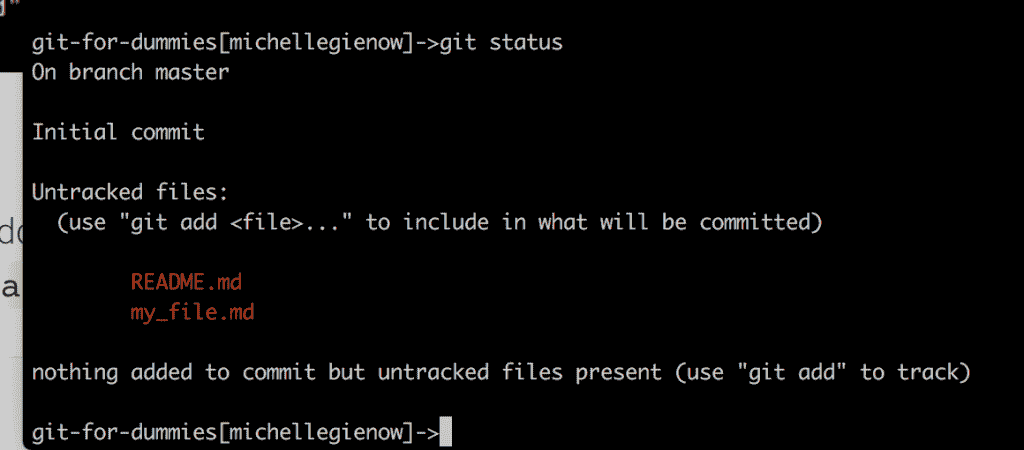 git-for-dummies[michellegienow]->git status
On branch master
Initial commit
Untracked files:
(use "git add <file>..." to include in what will be committed)
README.md
my_file.md
nothing added to commit but untracked files present (use "git add" to track)
git-for-dummies[michellegienow]->